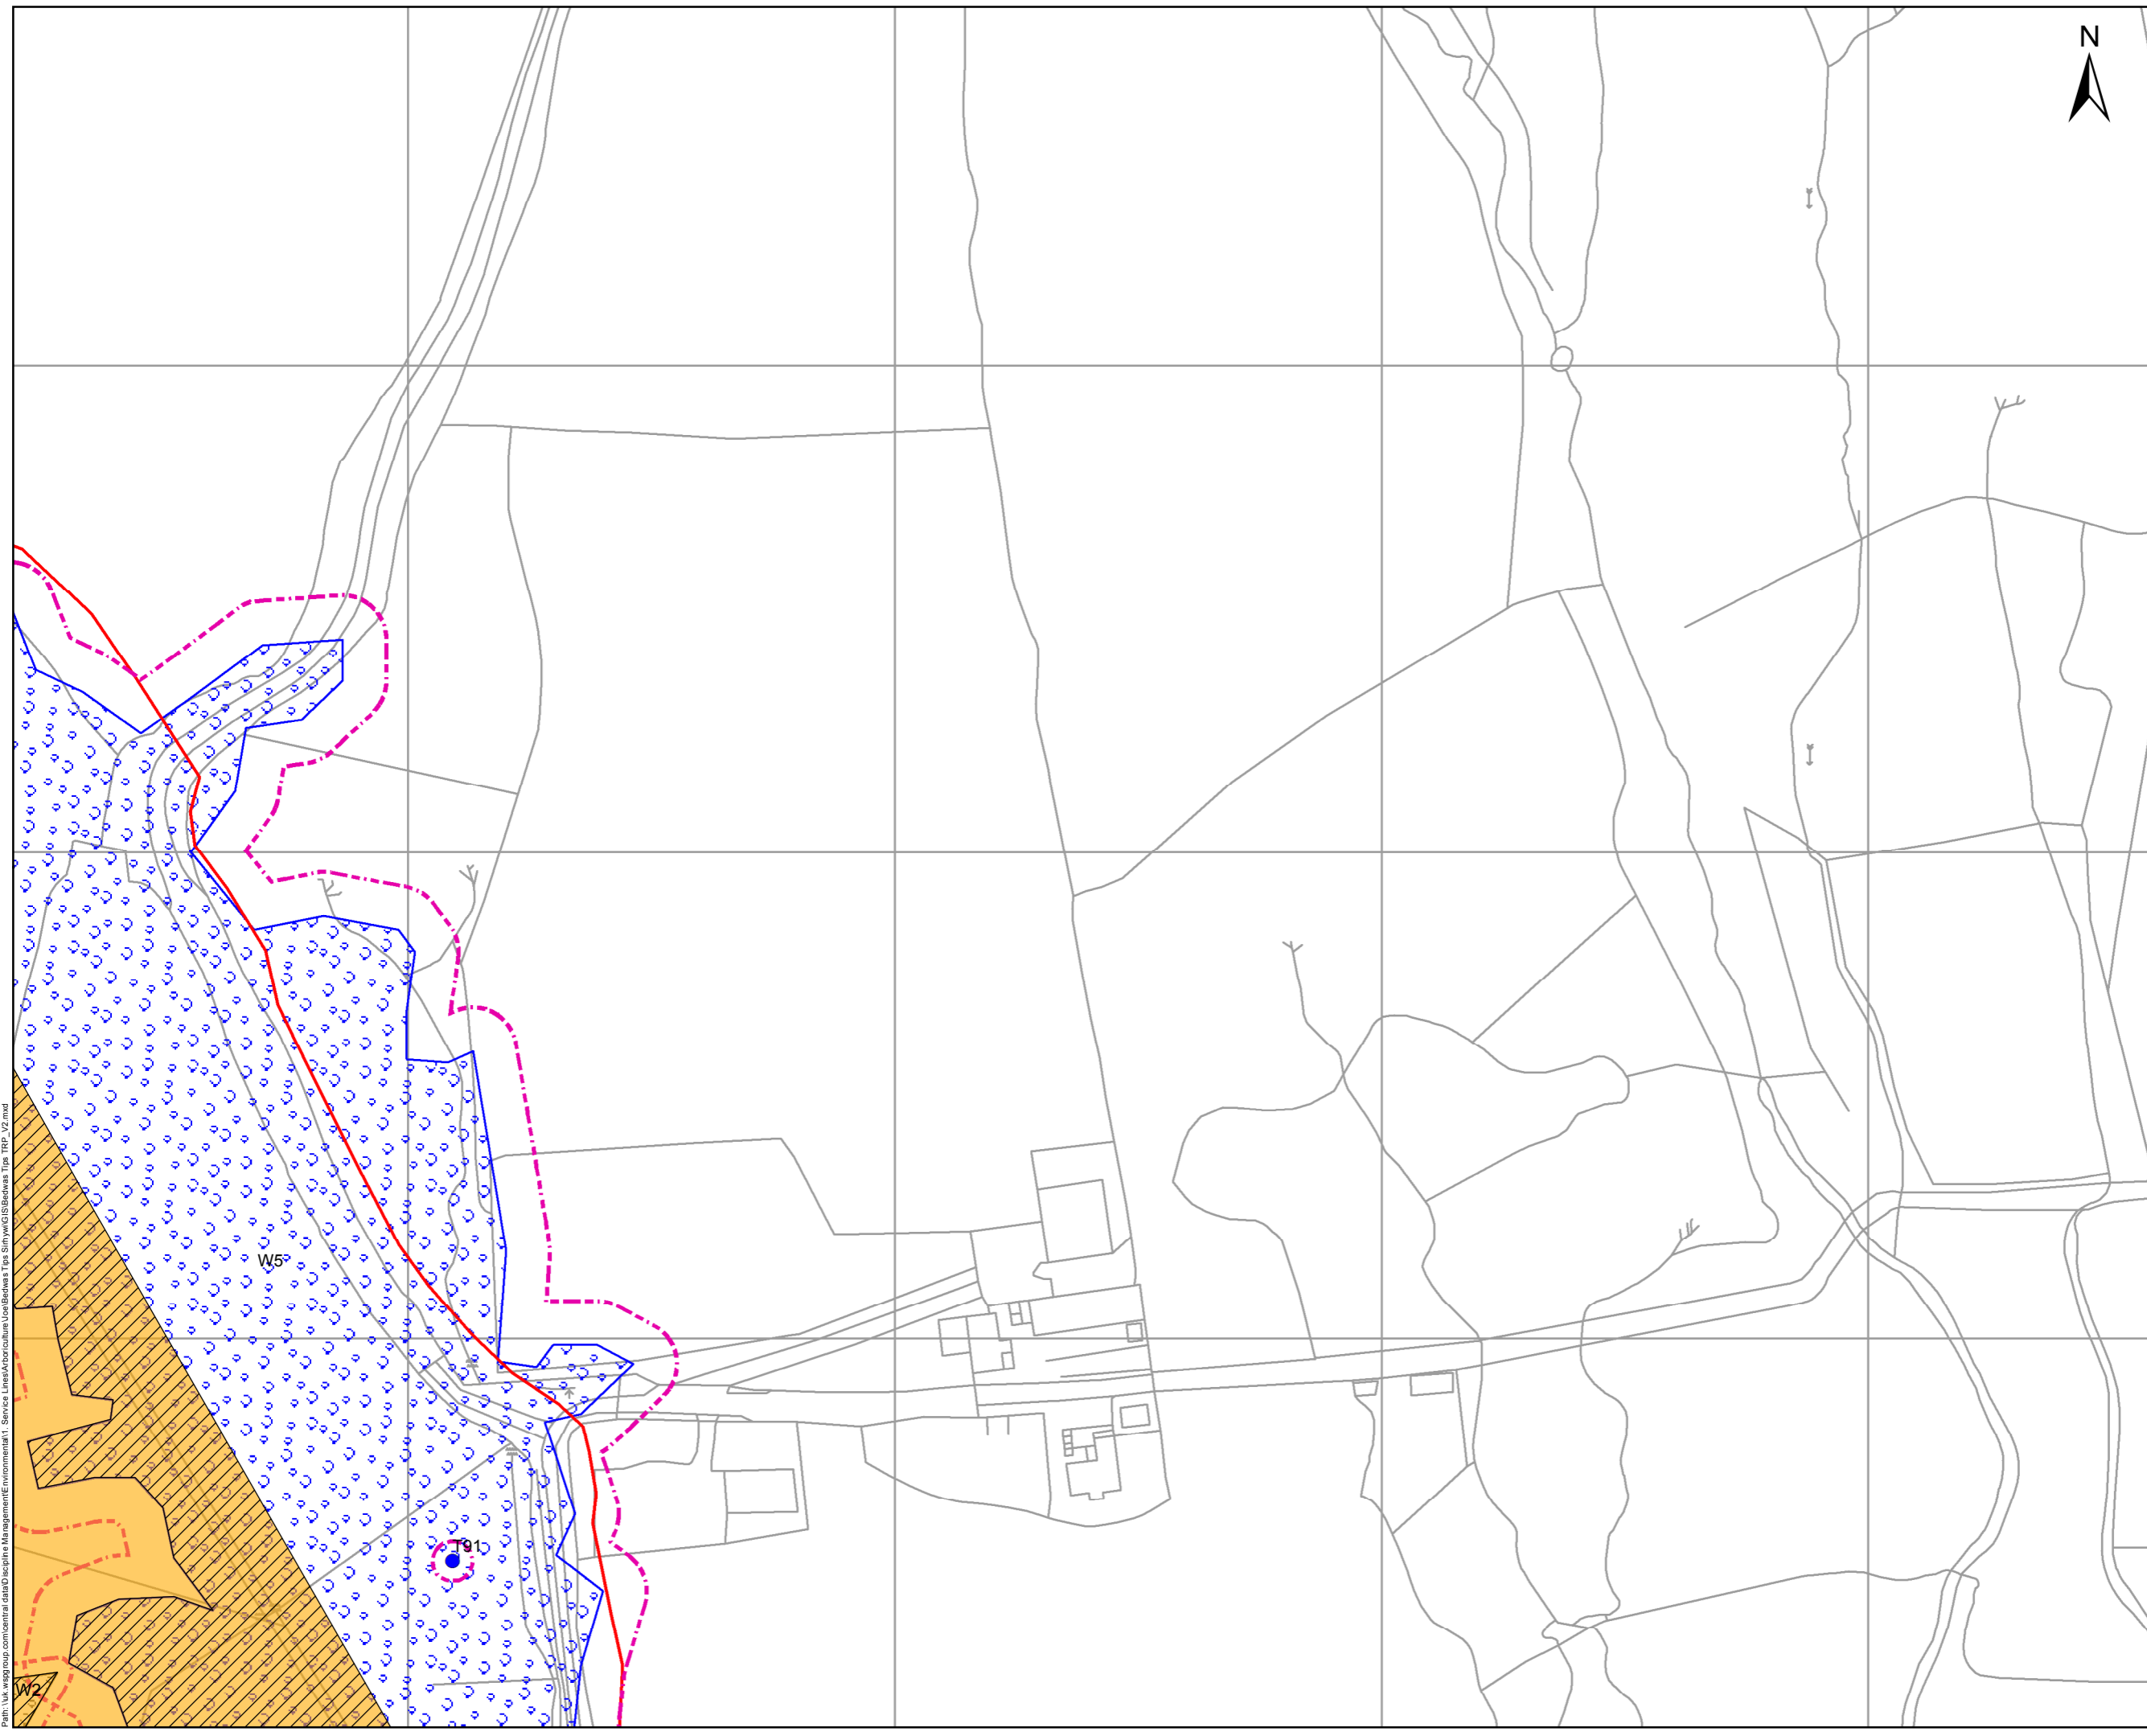 N
W5
T91
W2
Path: \\uk.wspgroup.com\central data\Discipline Management\Environmental\1. Service Lines\Arboriculture\Joe\Bedwas Tips Sirhywi\GIS\Bedwas Tips TRP_V2.mxd